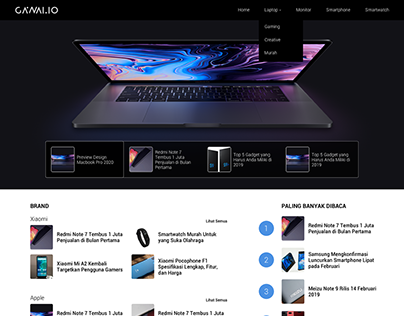 GAWAI.IO
Home
Laptop
Monitor
Smartphone
Smartwatch
Gaming
Creative
Murah
Preview Design
Macbook Pro 2020
Redmi Note 7
Tembus 1 Juta
Penjualan di Bulan
Pertama
Top 5 Gadget yang
Harus Anda Miliki di
2019
Top 5 Gadget yang
Harus Anda Miliki di
2019
BRAND
Xiaomi
Lihat Semua
Redmi Note 7 Tembus 1 Juta
Penjualan di Bulan Pertama
Smartwatch Murah Untuk
yang Suka Olahraga
Xiaomi Mi A2 Kembali
Targetkan Pengguna Gamers
Xiaomi Pocophone F1
Spesifikasi Lengkap, Fitur,
dan Harga
Apple
Lihat Semua
Redmi Note 7 Tembus 1 Juta
Redmi Note 7 Tembus 1 Juta
PALING BANYAK DIBACA
1
Redmi Note 7 Tembus 1 Juta
Penjualan di Bulan
Pertama
2
Samsung Mengkonfirmasi
Luncurkan Smartphone Lipat
pada Februari
3
Meizu Note 9 Rilis 14 Februari
2019
Redmi Note 7 Tembus 1 Juta